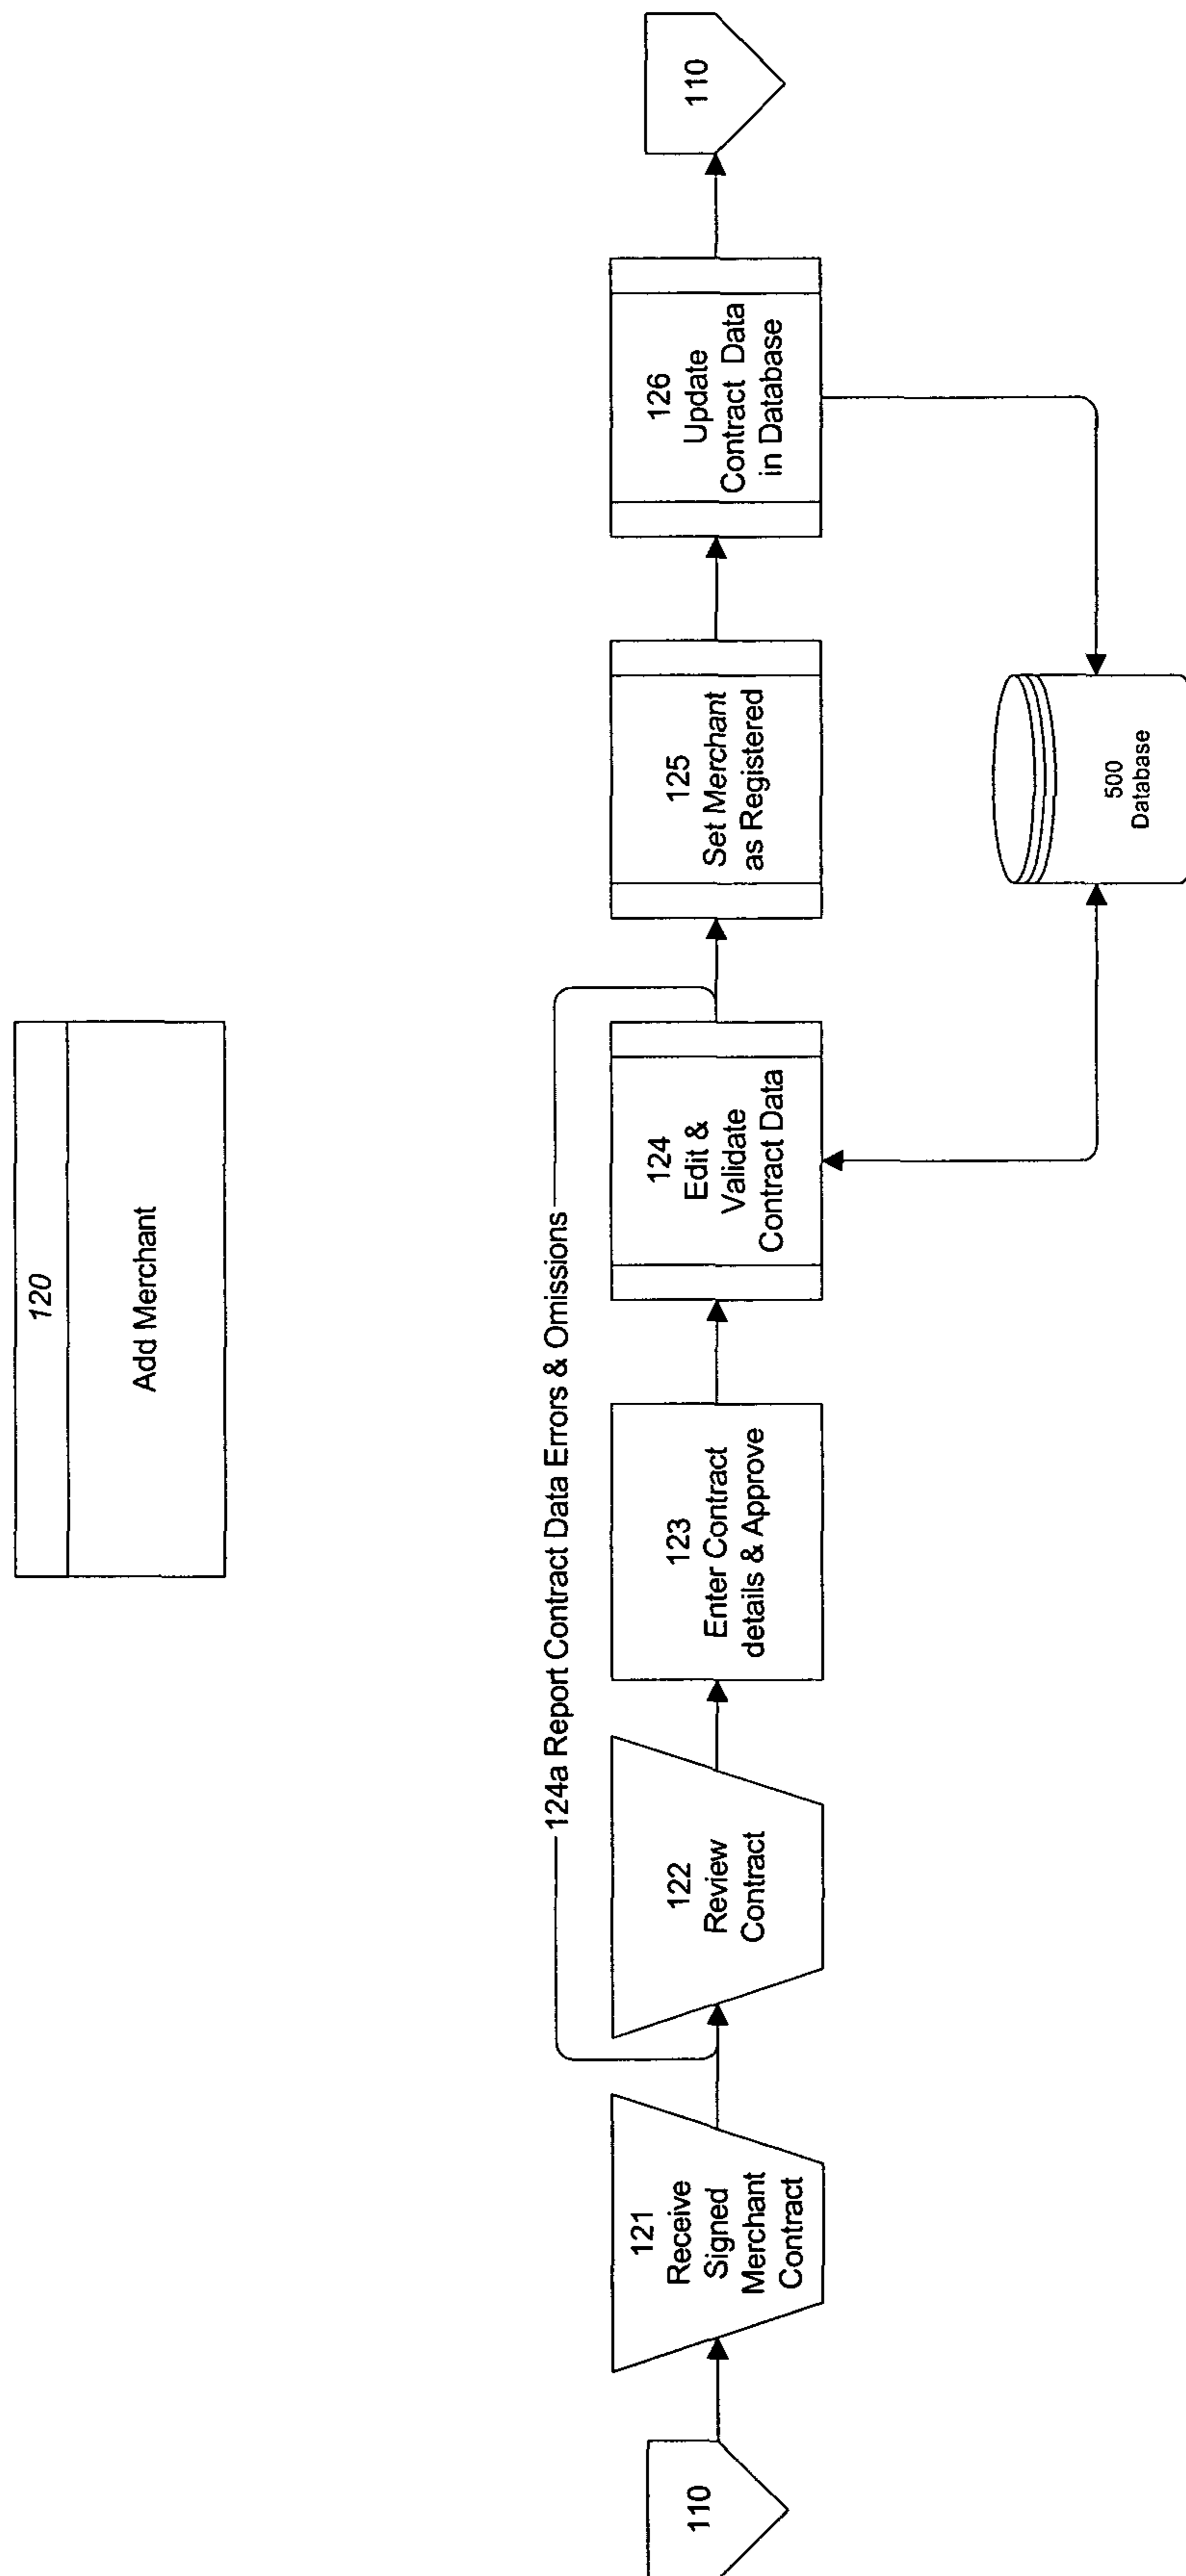 120
Add Merchant
124a Report Contract Data Errors & Omissions
110
121
Receive
Signed
Merchant
Contract
122
Review
Contract
123
Enter Contract
details & Approve
124
Edit &
Validate
Contract Data
125
Set Merchant
as Registered
126
Update
Contract Data
in Database
110
500
Database